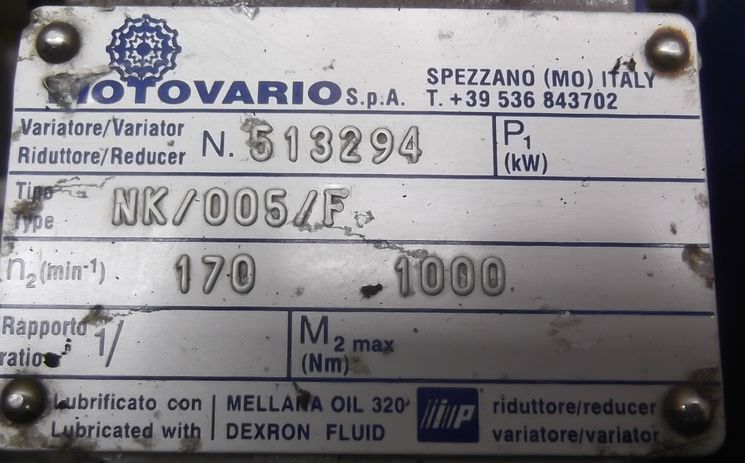 MOTOVARIO S.p.A.
SPEZZANO (MO) ITALY
T. +39 536 843702
Variatore/Variator
Riduttore/Reducer
N. 513294
P1
(kW)
Tipo
Type
NK/005/F
n2 (min-1) 170 1000
Rapporto
ratio
1/
M2 max
(Nm)
Lubrificato con
Lubricated with
MELLANA OIL 320
DEXRON FLUID
IP
riduttore/reducer
variatore/variator